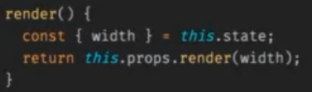 render() {
  const { width } = this.state;
  return this.props.render(width);
}